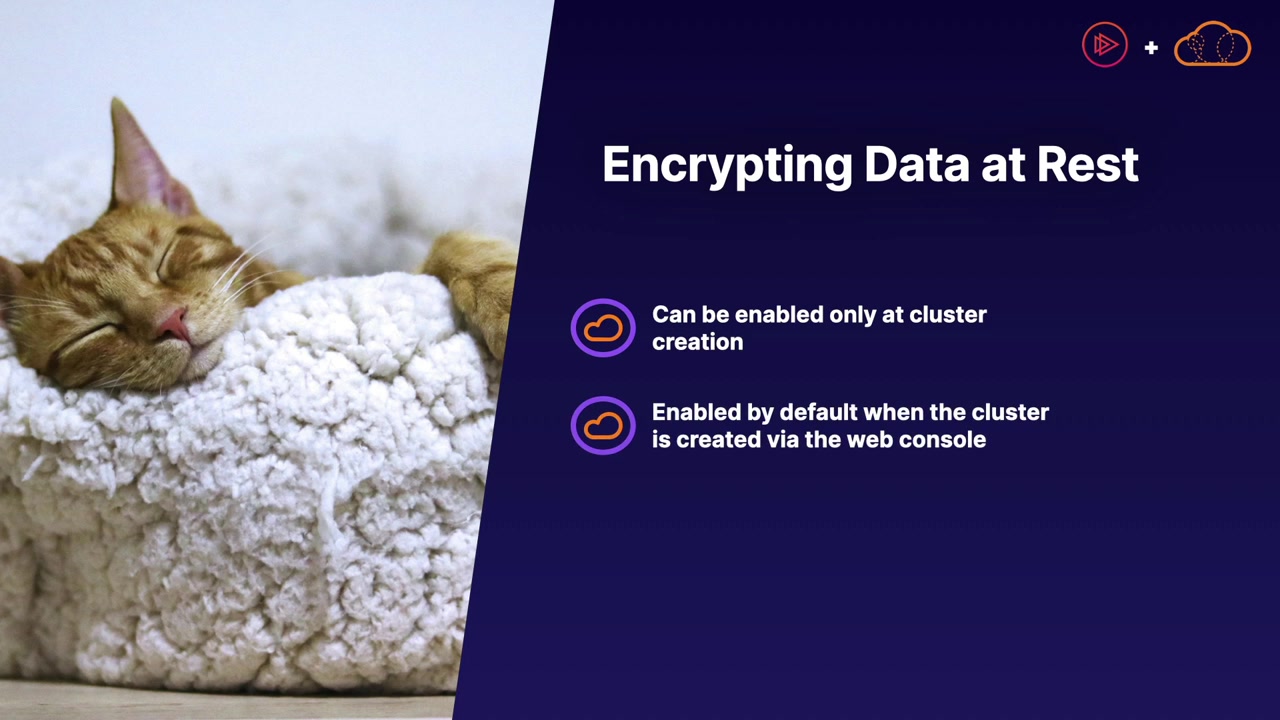 +
Encrypting Data at Rest
Can be enabled only at cluster
creation
Enabled by default when the cluster
is created via the web console